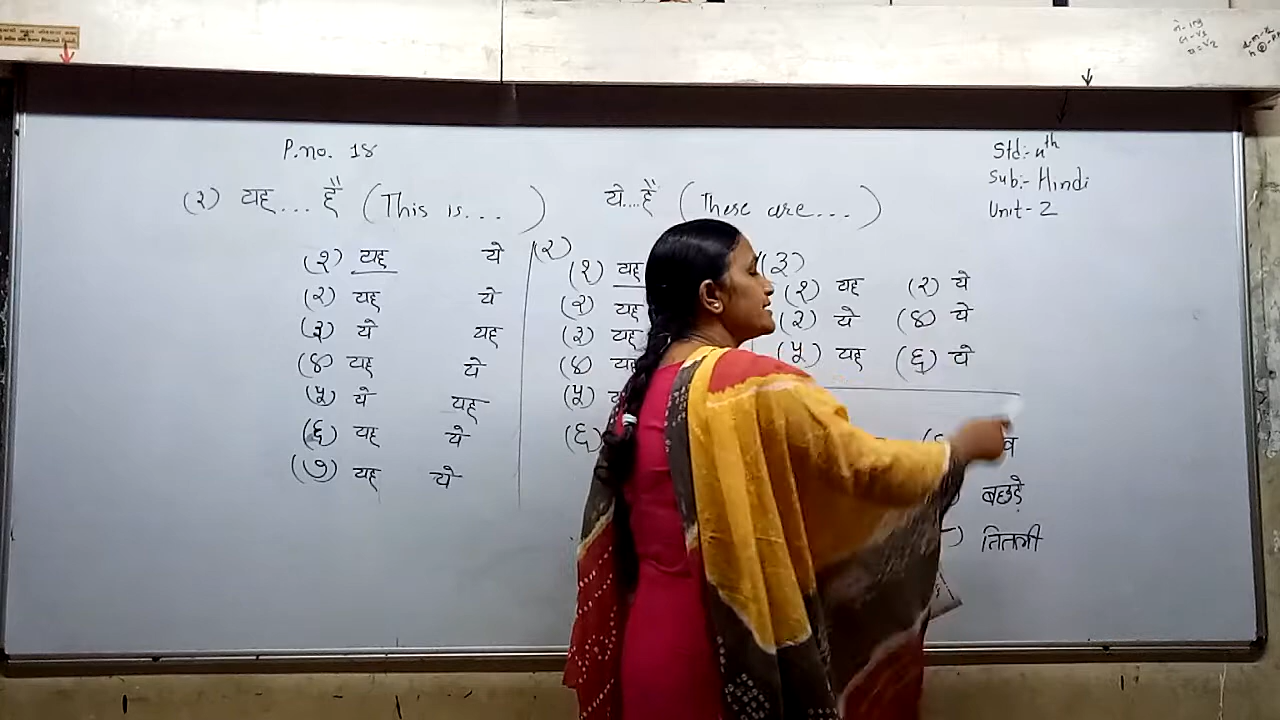 P.no. 18
Std:- 4th
Sub:- Hindi
Unit- 2
(२) यह... है (This is... ) ये....हैं (These are... )
(१) यह ये
(२) यह ये
(३) ये यह
(४) यह ये
(५) ये यह
(६) यह ये
(७) यह ये
(२)
(१) यह
(२) यह
(३) यह
(४) यह
(५)
(६)
(३)
(१) यह (२) ये
(३) ये (४) ये
(५) यह (६) ये
बछड़े
तितली